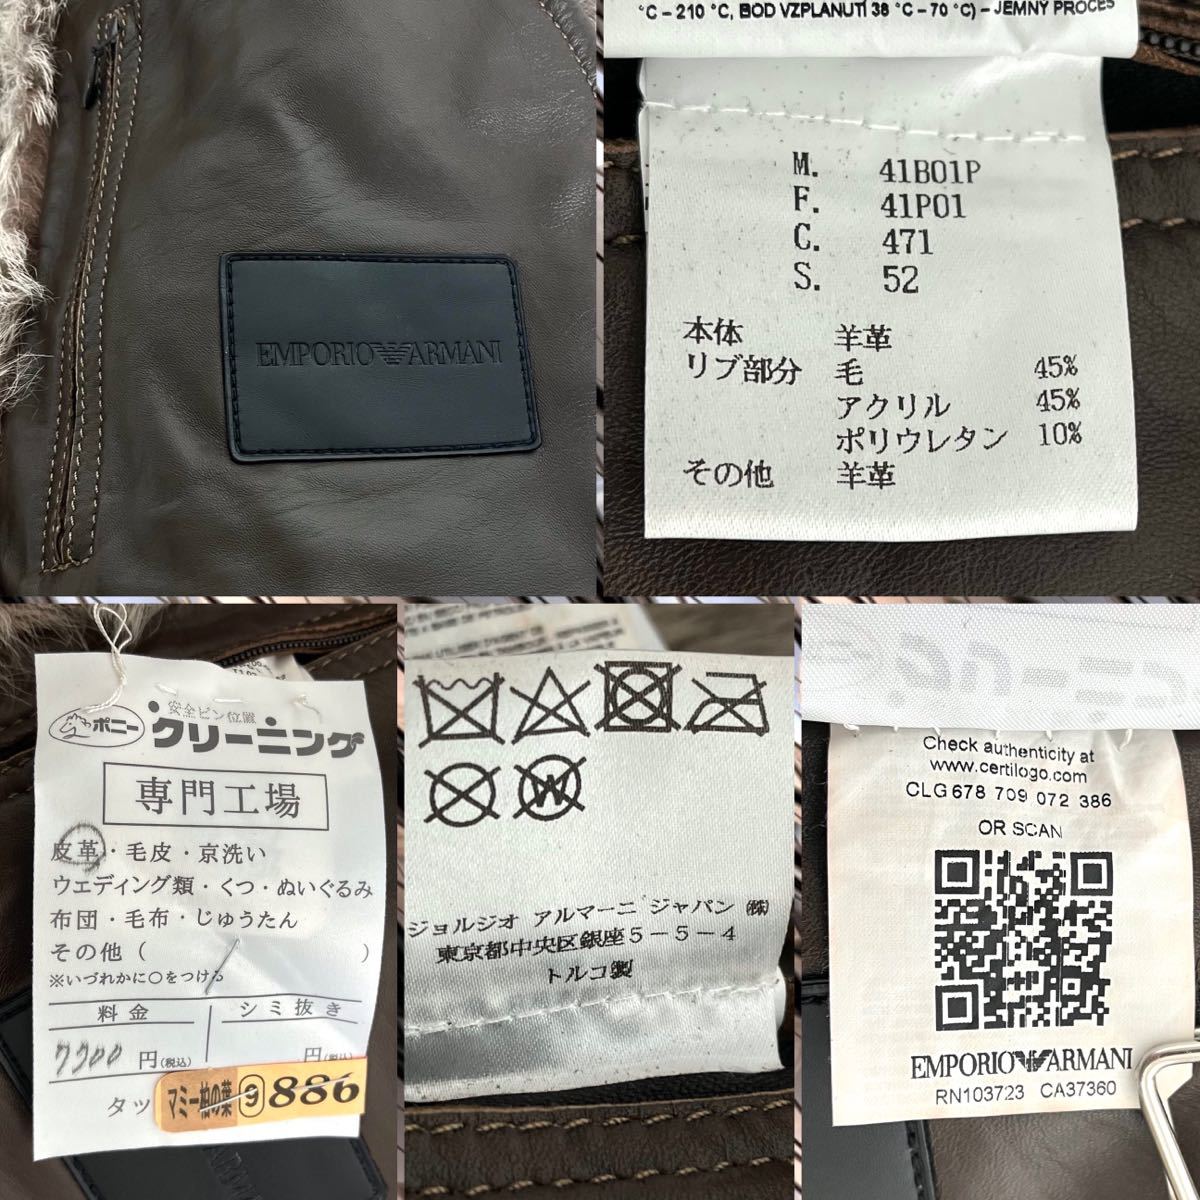 EMPORIO ARMANI
°C – 210 °C, BOD VZPLANUTÍ 38 °C – 70 °C) – JEMNÝ PROCES
M. 41B01P
F. 41P01
C. 471
S. 52
本体 羊革
リブ部分 毛 45%
アクリル 45%
ポリウレタン 10%
その他 羊革
安全ピン位置
ポニー クリーニング
専門工場
皮革・毛皮・京洗い
ウエディング類・くつ・ぬいぐるみ
布団・毛布・じゅうたん
その他（ ）
※いづれかに○をつける
料金 シミ抜き
円(税込) 円(税込)
タッ マミー柏の葉 9 886
W
ジョルジオ アルマーニ ジャパン ㈱
東京都中央区銀座5-5-4
トルコ製
Check authenticity at
www.certilogo.com
CLG 678 709 072 386
OR SCAN
EMPORIO ARMANI
RN103723 CA37360